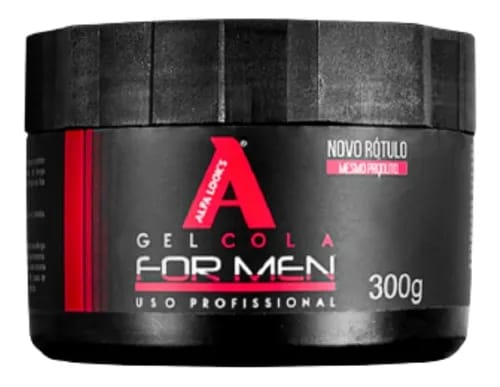 ALFA LOOK'S
A
®
NOVO RÓTULO
MESMO PRODUTO
GEL COLA
FOR MEN
USO PROFISSIONAL
300g